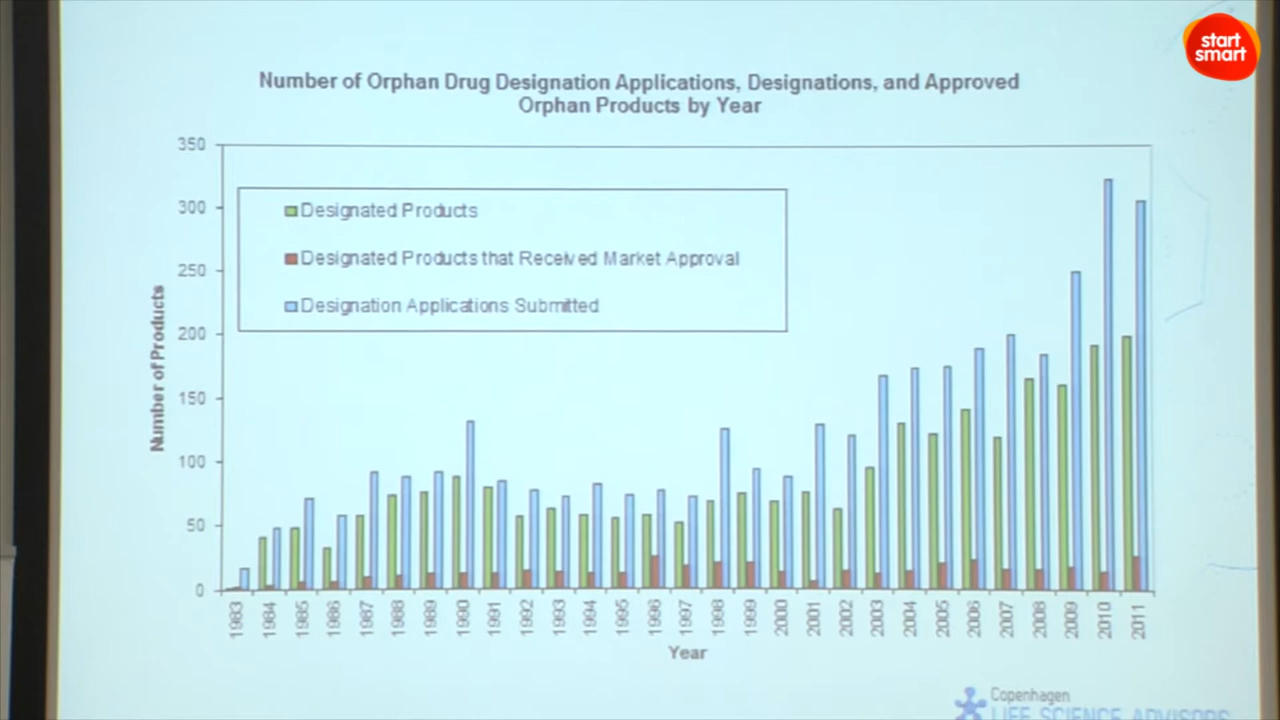 start
smart
Number of Orphan Drug Designation Applications, Designations, and Approved
Orphan Products by Year
350
300
250
200
150
100
50
0
Number of Products
Designated Products
Designated Products that Received Market Approval
Designation Applications Submitted
1983 1984 1985 1986 1987 1988 1989 1990 1991 1992 1993 1994 1995 1996 1997 1998 1999 2000 2001 2002 2003 2004 2005 2006 2007 2008 2009 2010 2011
Year
Copenhagen
LIFE SCIENCE ADVISORS